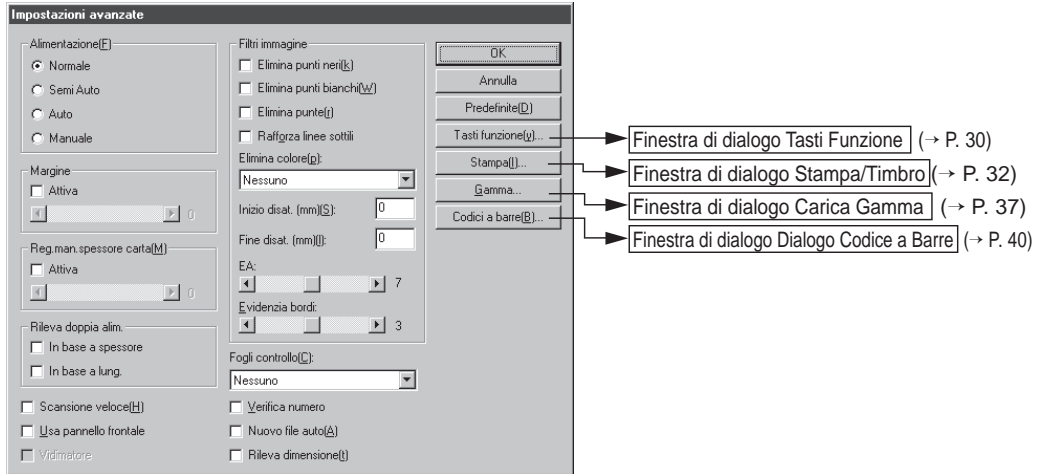 Impostazioni avanzate
Alimentazione(F)
Normale
Semi Auto
Auto
Manuale
Margine
Attiva
0
Reg.man.spessore carta(M)
Attiva
0
Rileva doppia alim.
In base a spessore
In base a lung.
Scansione veloce(H)
Usa pannello frontale
Vidimatore
Filtri immagine
Elimina punti neri(k)
Elimina punti bianchi(W)
Elimina punte(r)
Rafforza linee sottili
Elimina colore(p):
Nessuno
Inizio disat. (mm)(S): 0
Fine disat. (mm)(I): 0
EA:
7
Evidenzia bordi:
3
Fogli controllo(C):
Nessuno
Verifica numero
Nuovo file auto(A)
Rileva dimensione(t)
OK
Annulla
Predefinite(D)
Tasti funzione(y)... Finestra di dialogo Tasti Funzione (→ P. 30)
Stampa(I)... Finestra di dialogo Stampa/Timbro (→ P. 32)
Gamma... Finestra di dialogo Carica Gamma (→ P. 37)
Codici a barre(B)... Finestra di dialogo Dialogo Codice a Barre (→ P. 40)